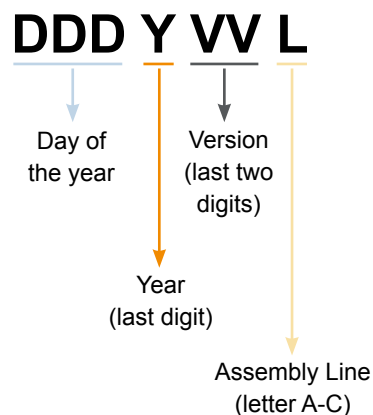 DDD Y VV L
Day of
the year
Version
(last two
digits)
Year
(last digit)
Assembly Line
(letter A-C)